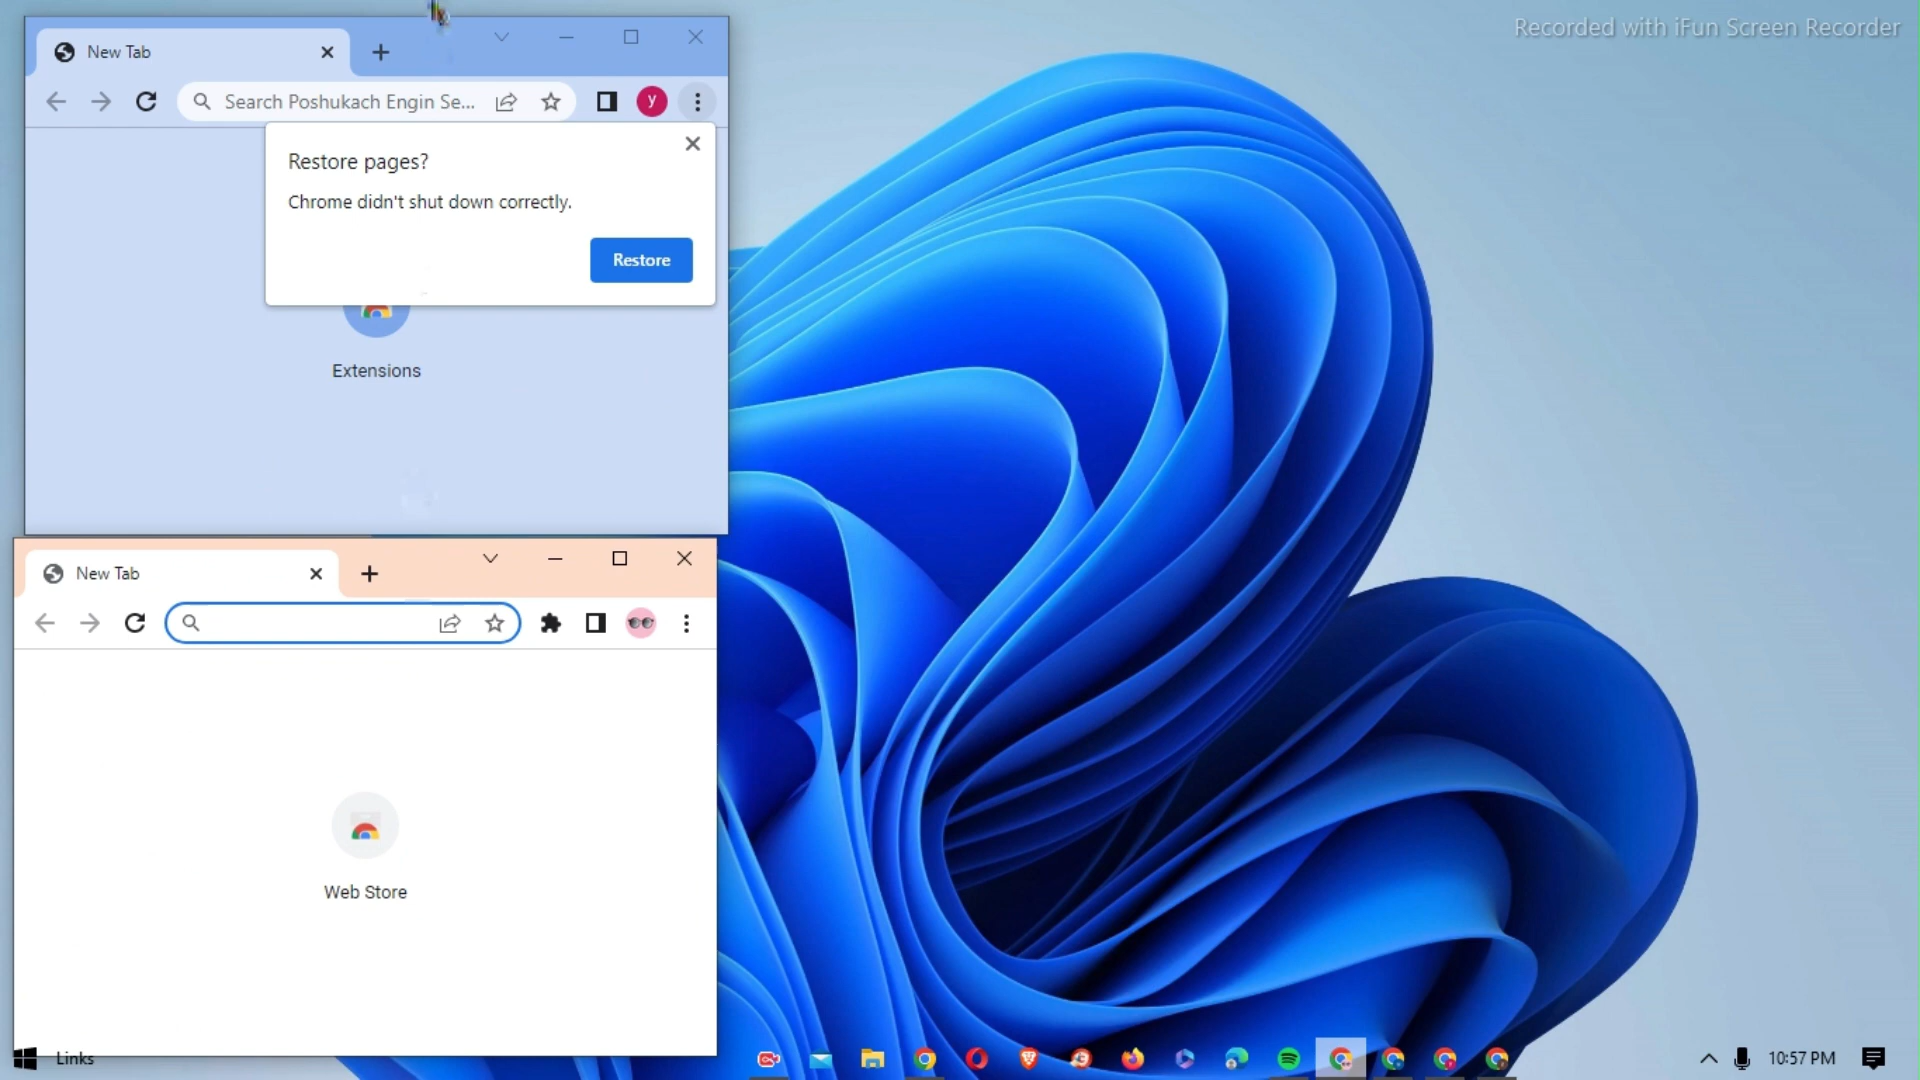 Recorded with iFun Screen Recorder
New Tab
Search Poshukach Engin Se...
y
Restore pages?
Chrome didn't shut down correctly.
Restore
Extensions
New Tab
Web Store
Links
10:57 PM